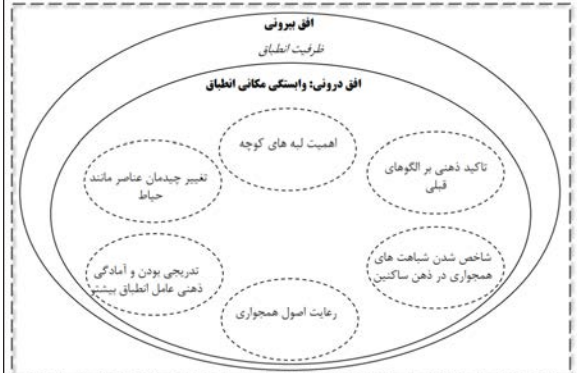 افق بیرونی
ظرفیت انطباق
افق درونی: وابستگی مکانی انطباق
اهمیت لبه های کوچه
تاکید ذهنی بر الگوهای
قبلی
تغییر چیدمان عناصر مانند
حیاط
شاخص شدن شباهت های
همجواری در ذهن ساکنین
تدریجی بودن و آمادگی
ذهنی عامل انطباق بیشتر
رعایت اصول همجواری